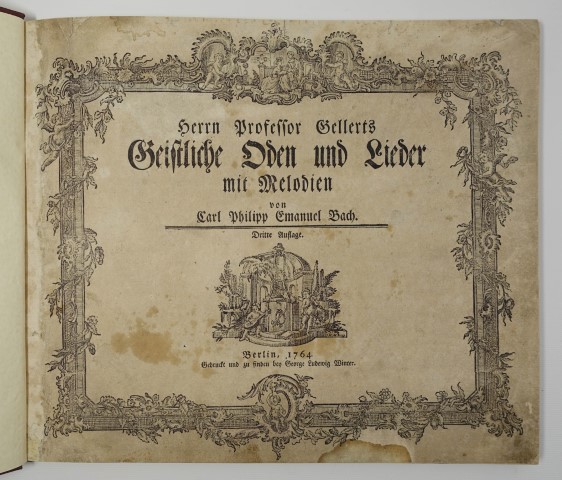 Herrn Professor Gellerts
Geistliche Oden und Lieder
mit Melodien
von
Carl Philipp Emanuel Bach.
Dritte Auflage.
Berlin, 1764
Gedruckt und zu finden bey George Ludewig Winter.